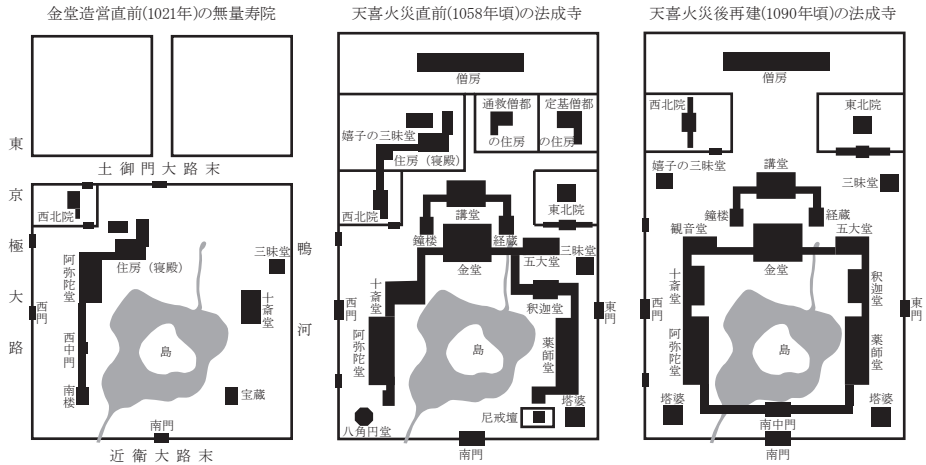 金堂造営直前(1021年)の無量寿院
東京極大路
土御門大路末
西北院
住房（寝殿）
阿弥陀堂
三昧堂
鴨河
十斎堂
西門
西中門
島
南楼
宝蔵
南門
近衛大路末
天喜火災直前(1058年頃)の法成寺
僧房
通救僧都
の住房
定基僧都
の住房
嬉子の三昧堂
住房（寝殿）
西北院
講堂
東北院
鐘楼
経蔵
金堂
五大堂
三昧堂
十斎堂
釈迦堂
西門
東門
阿弥陀堂
島
薬師堂
八角円堂
尼戒壇
塔婆
南門
天喜火災後再建(1090年頃)の法成寺
僧房
西北院
東北院
嬉子の三昧堂
講堂
三昧堂
鐘楼
経蔵
観音堂
五大堂
金堂
十斎堂
釈迦堂
西門
東門
阿弥陀堂
島
薬師堂
塔婆
塔婆
南中門
南門